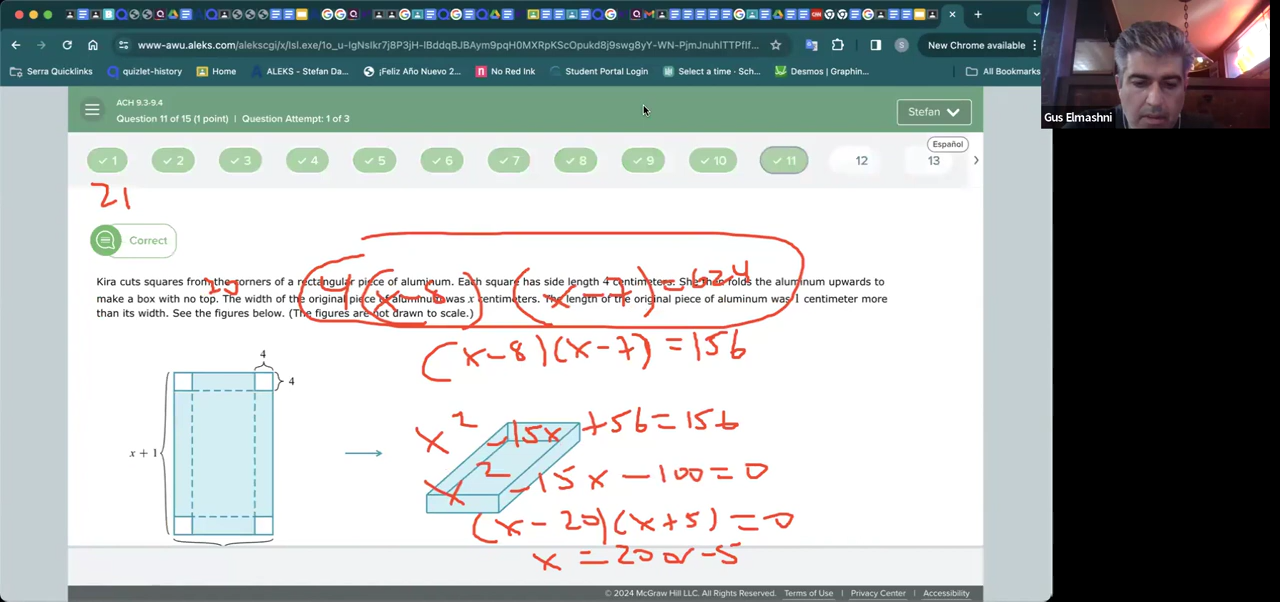 www-awu.aleks.com
New Chrome available
Serra Quicklinks
quizlet-history
Home
ALEKS - Stefan Da...
¡Feliz Año Nuevo 2...
No Red Ink
Student Portal Login
Select a time · Sch...
Desmos | Graphin...
All Bookmarks
Gus Elmashni
ACH 9.3-9.4
Question 11 of 15 (1 point) | Question Attempt: 1 of 3
Stefan
Español
✓ 1 ✓ 2 ✓ 3 ✓ 4 ✓ 5 ✓ 6 ✓ 7 ✓ 8 ✓ 9 ✓ 10 ✓ 11 12 13
21
Correct
Kira cuts squares from the corners of a rectangular piece of aluminum. Each square has side length 4 centimeters. She then folds the aluminum upwards to
make a box with no top. The width of the original piece of aluminum was x centimeters. The length of the original piece of aluminum was 1 centimeter more
than its width. See the figures below. (The figures are not drawn to scale.)
4(x-8) (x-7)=624
(x-8)(x-7)=156
x²-15x+56=156
x²-15x-100=0
(x-20)(x+5)=0
x=20 or -5
4
4
x + 1
© 2024 McGraw Hill LLC. All Rights Reserved. Terms of Use | Privacy Center | Accessibility